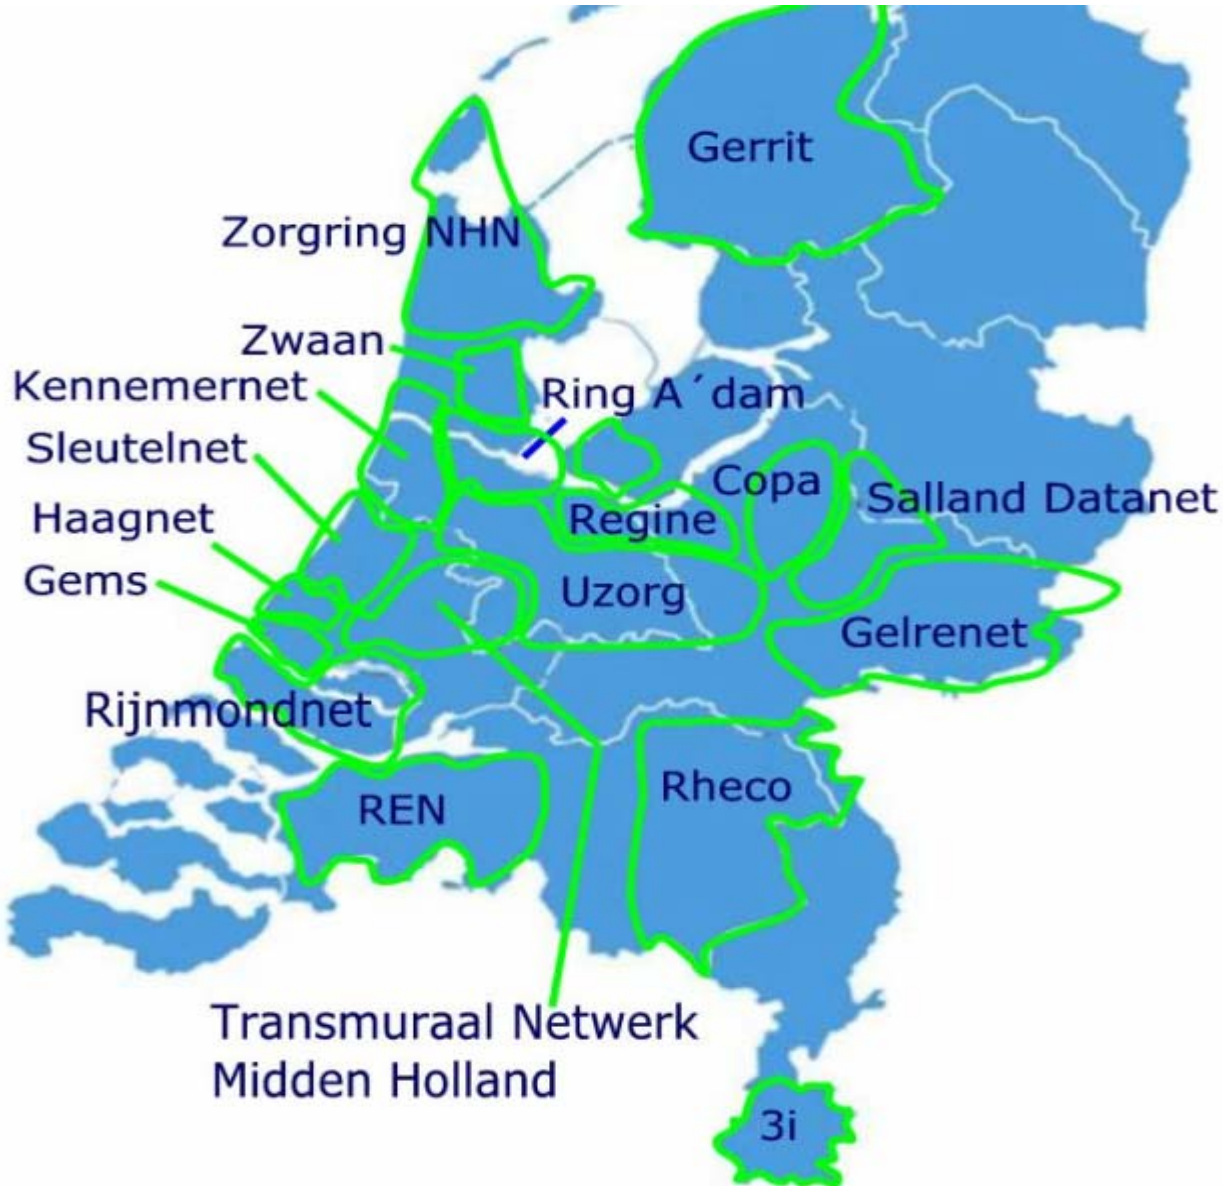 Gerrit
Zorgring NHN
Zwaan
Kennemernet
Ring A´dam
Sleutelnet
Copa
Salland Datanet
Haagnet
Regine
Gems
Uzorg
Gelrenet
Rijnmondnet
Rheco
REN
Transmuraal Netwerk
Midden Holland
3i